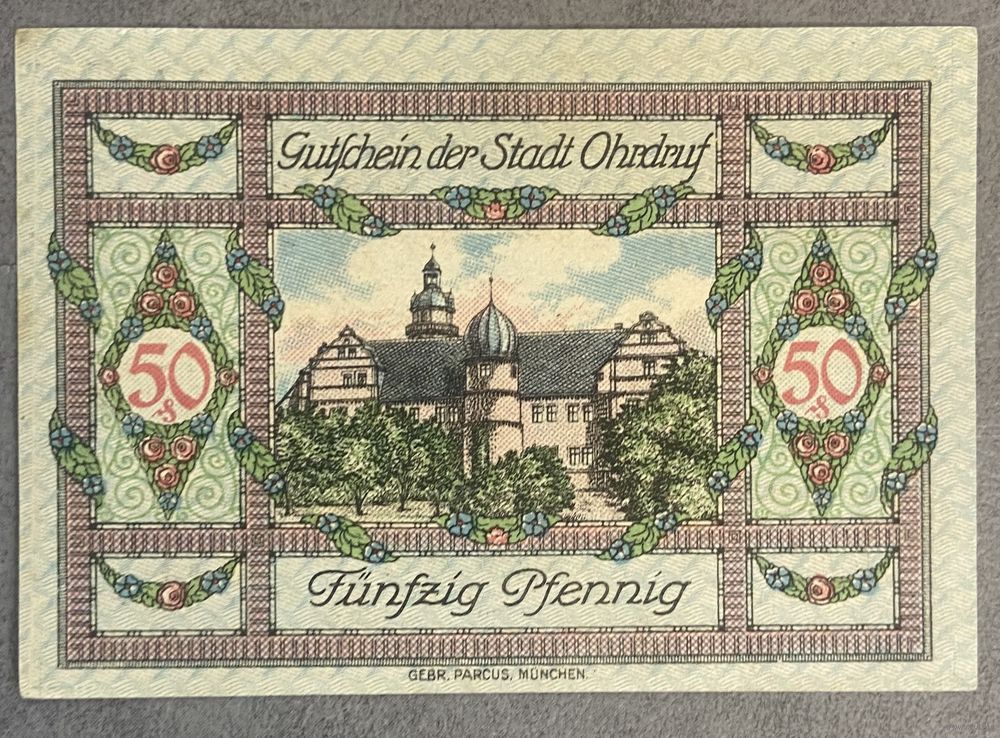 Gutschein der Stadt Ohrdruf
50 ₰
50 ₰
Fünfzig Pfennig
GEBR. PARCUS, MÜNCHEN.